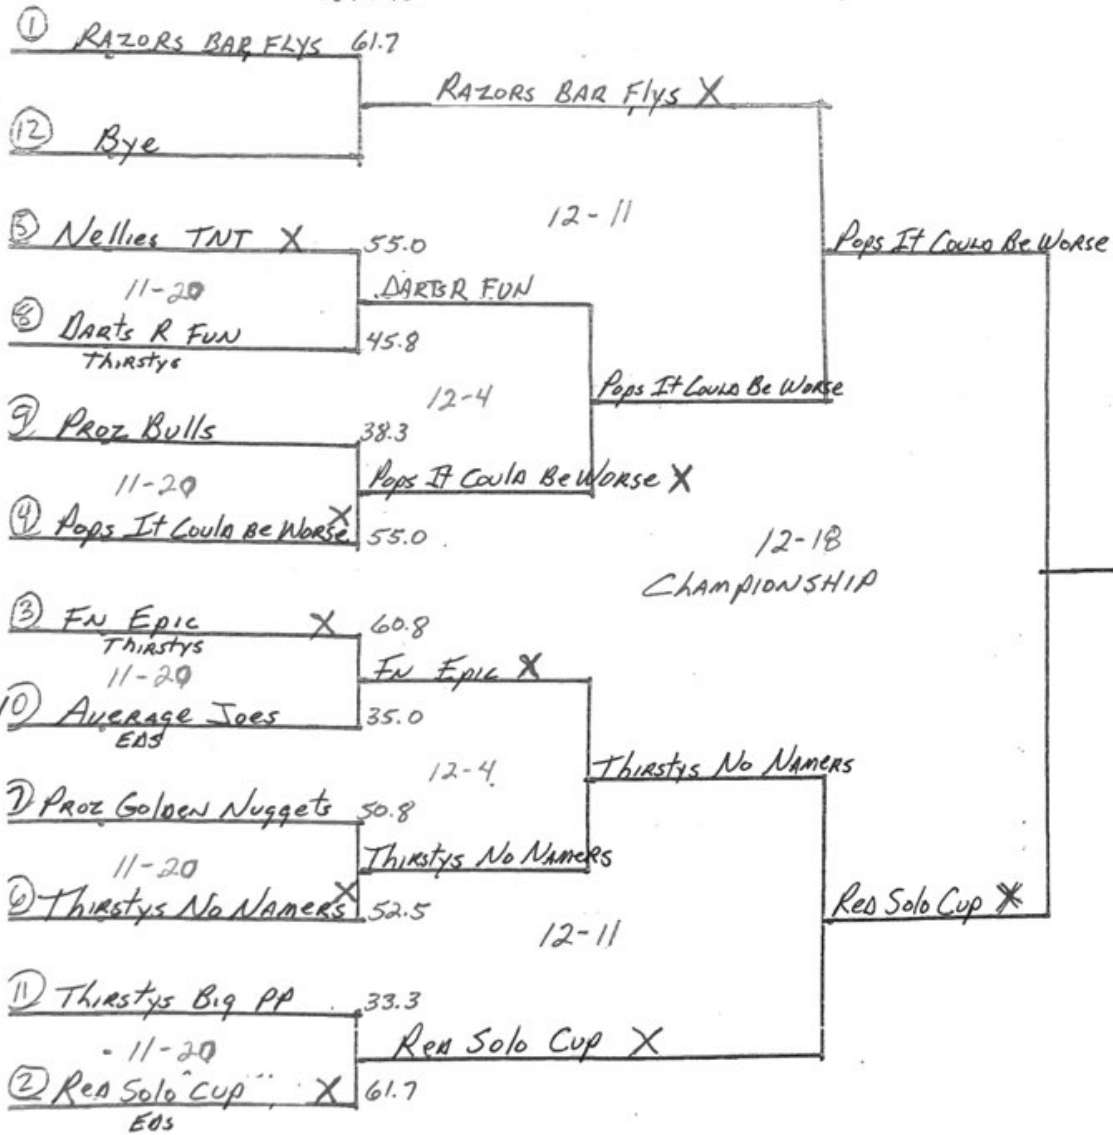 ① RAZORS BAR FLYS 61.7
RAZORS BAR Flys X
⑫ Bye
12-11
⑤ Nellies TNT X 55.0
Pops It Could Be Worse
11-20
DARTS R FUN
⑧ Darts R Fun 45.8
Thirstys
Pops It Could Be Worse
12-4
⑨ Proz Bulls 38.3
11-20
Pops It Could Be Worse X
④ Pops It Could Be Worse X 55.0
12-18
Championship
③ FN Epic X 60.8
Thirstys
11-20
FN Epic X
⑩ Average Joes 35.0
EDS
12-4
Thirstys No Namers
⑦ Proz Golden Nuggets 50.8
11-20
Thirstys No Namers
⑥ Thirstys No Namers X 52.5
Red Solo Cup X
12-11
⑪ Thirstys Big PP 33.3
11-20
Red Solo Cup X
② Red Solo "Cup" X 61.7
EDS